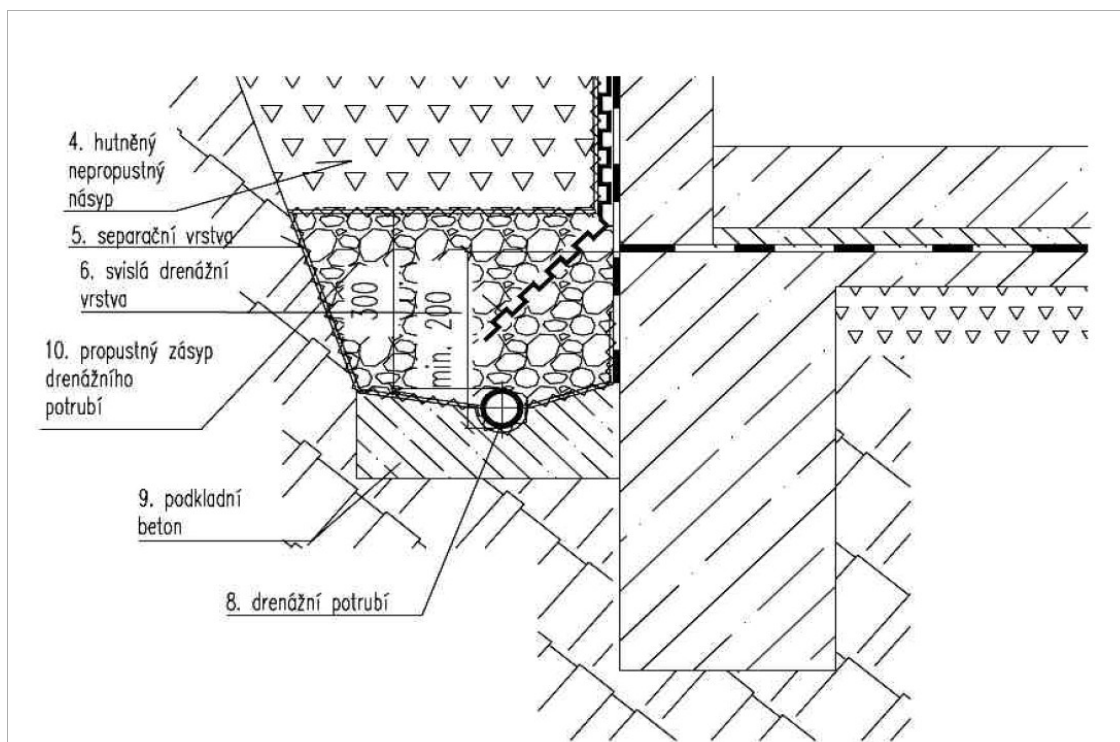 4. hutněný
nepropustný
násyp
5. separační vrstva
6. svislá drenážní
vrstva
10. propustný zásyp
drenážního
potrubí
300
min. 200
9. podkladní
beton
8. drenážní potrubí